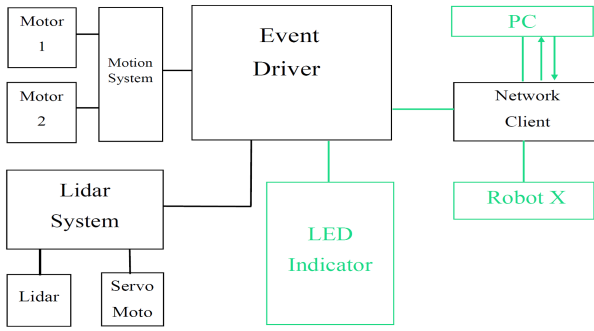 Motor
1
Motion
System
Motor
2
Event
Driver
PC
Network
Client
Robot X
Lidar
System
Lidar
Servo
Moto
LED
Indicator